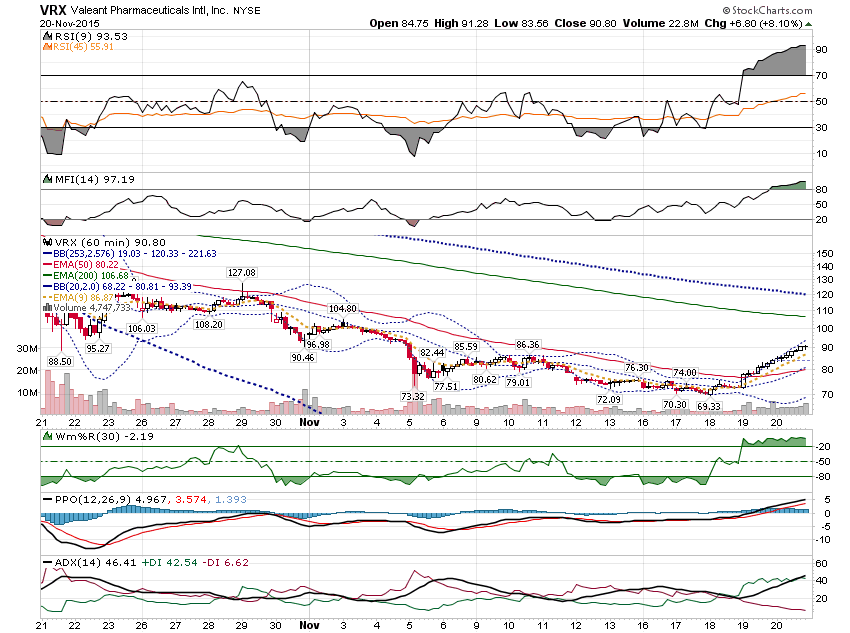 VRX Valeant Pharmaceuticals Intl, Inc. NYSE
© StockCharts.com
20-Nov-2015
Open 84.75 High 91.28 Low 83.56 Close 90.80 Volume 22.8M Chg +6.80 (+8.10%)
RSI(9) 93.53
RSI(45) 55.91
90
70
50
30
10
MFI(14) 97.19
80
50
20
VRX (60 min) 90.80
BB(253,2.576) 19.03 - 120.33 - 221.63
EMA(50) 80.22
EMA(200) 106.68
BB(20,2.0) 68.22 - 80.81 - 93.39
EMA(9) 86.87
Volume 4,747,733
150
140
130
120
110
100
90
80
70
30M
20M
10M
88.50
95.27
106.03
108.20
127.08
90.46
96.98
104.80
73.32
82.44
77.51
85.59
80.62
79.01
86.36
72.09
76.30
70.30
74.00
69.33
21 22 23 26 27 28 29 30 Nov 3 4 5 6 9 10 11 12 13 16 17 18 19 20
Wm%R(30) -2.19
-20
-50
-80
PPO(12,26,9) 4.967, 3.574, 1.393
5
0
-5
-10
ADX(14) 46.41 +DI 42.54 -DI 6.62
60
40
20
21 22 23 26 27 28 29 30 Nov 3 4 5 6 9 10 11 12 13 16 17 18 19 20